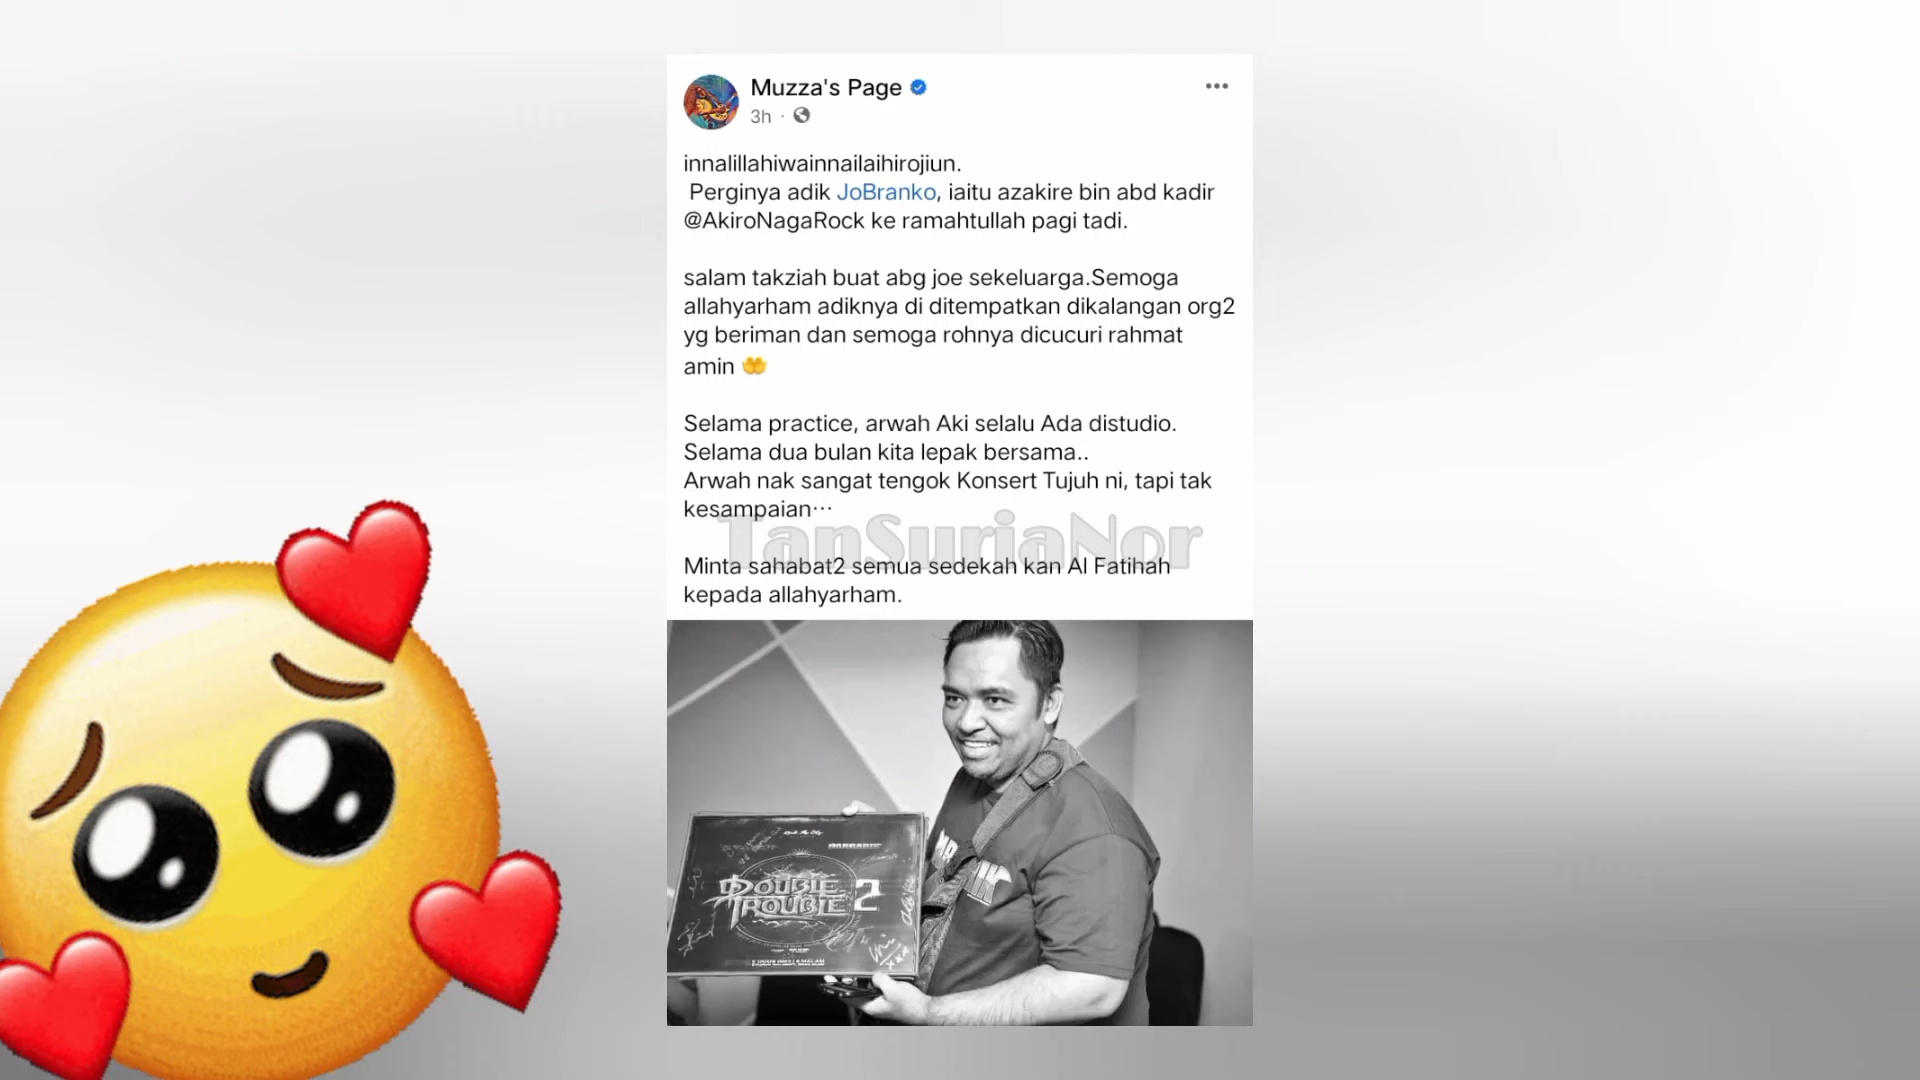 Muzza's Page
3h ·
innalillahiwainnailaihirojiun.
Perginya adik JoBranko, iaitu azakire bin abd kadir
@AkiroNagaRock ke ramahtullah pagi tadi.
salam takziah buat abg joe sekeluarga.Semoga
allahyarham adiknya di ditempatkan dikalangan org2
yg beriman dan semoga rohnya dicucuri rahmat
amin 🤲
Selama practice, arwah Aki selalu Ada distudio.
Selama dua bulan kita lepak bersama..
Arwah nak sangat tengok Konsert Tujuh ni, tapi tak
kesampaian…
TanSuriaNor
Minta sahabat2 semua sedekah kan Al Fatihah
kepada allahyarham.
DOUBLE
TROUBLE 2